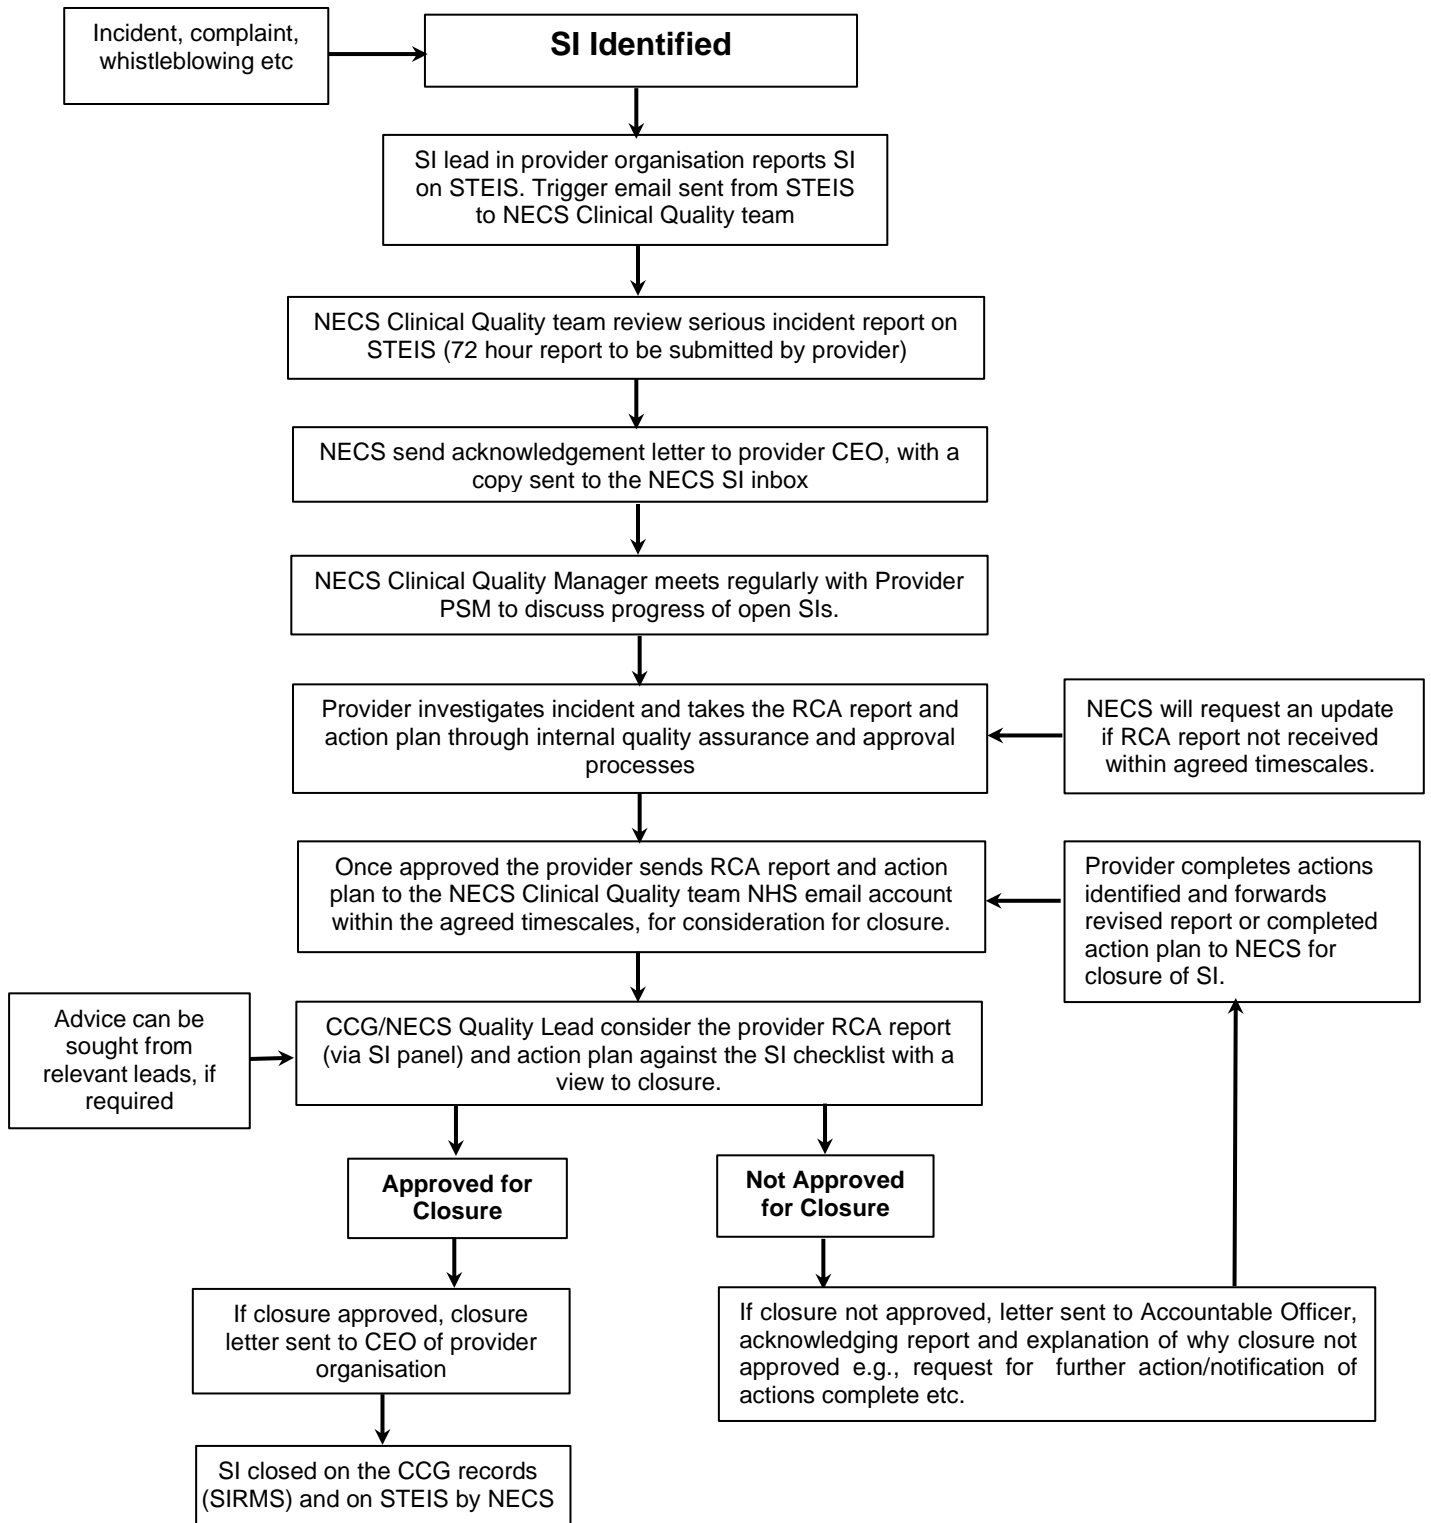 Incident, complaint,
whistleblowing etc
SI Identified
SI lead in provider organisation reports SI
on STEIS. Trigger email sent from STEIS
to NECS Clinical Quality team
NECS Clinical Quality team review serious incident report on
STEIS (72 hour report to be submitted by provider)
NECS send acknowledgement letter to provider CEO, with a
copy sent to the NECS SI inbox
NECS Clinical Quality Manager meets regularly with Provider
PSM to discuss progress of open SIs.
Provider investigates incident and takes the RCA report and
action plan through internal quality assurance and approval
processes
NECS will request an update
if RCA report not received
within agreed timescales.
Once approved the provider sends RCA report and action
plan to the NECS Clinical Quality team NHS email account
within the agreed timescales, for consideration for closure.
Provider completes actions
identified and forwards
revised report or completed
action plan to NECS for
closure of SI.
Advice can be
sought from
relevant leads, if
required
CCG/NECS Quality Lead consider the provider RCA report
(via SI panel) and action plan against the SI checklist with a
view to closure.
Approved for
Closure
Not Approved
for Closure
If closure approved, closure
letter sent to CEO of provider
organisation
If closure not approved, letter sent to Accountable Officer,
acknowledging report and explanation of why closure not
approved e.g., request for further action/notification of
actions complete etc.
SI closed on the CCG records
(SIRMS) and on STEIS by NECS